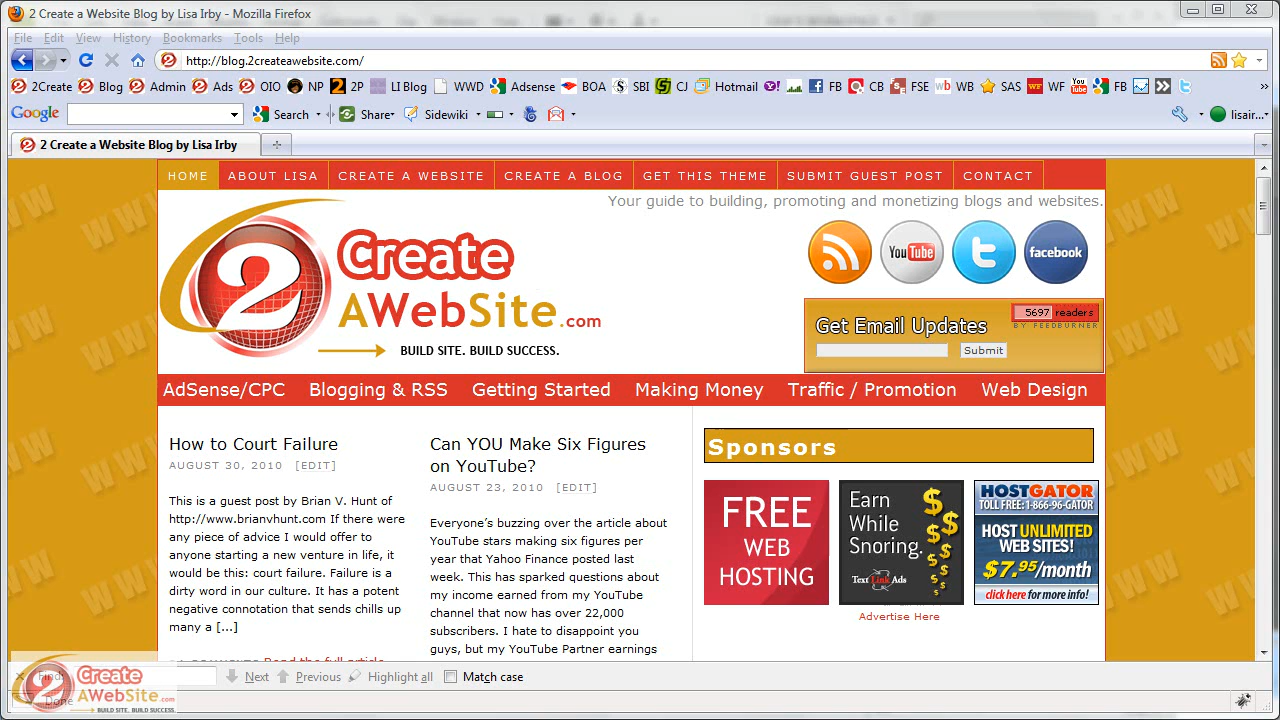 2 Create a Website Blog by Lisa Irby - Mozilla Firefox
File Edit View History Bookmarks Tools Help
http://blog.2createawebsite.com/
2Create Blog Admin Ads OIO NP 2P LI Blog WWD Adsense BOA SBI CJ Hotmail FB CB FSE WB SAS WF FB
Google Search Share Sidewiki lisair...
2 Create a Website Blog by Lisa Irby
HOME ABOUT LISA CREATE A WEBSITE CREATE A BLOG GET THIS THEME SUBMIT GUEST POST CONTACT
Your guide to building, promoting and monetizing blogs and websites.
2 Create
AWebSite.com
BUILD SITE. BUILD SUCCESS.
YouTube facebook
5697 readers
BY FEEDBURNER
Get Email Updates
Submit
AdSense/CPC Blogging & RSS Getting Started Making Money Traffic / Promotion Web Design
How to Court Failure
AUGUST 30, 2010 [EDIT]
This is a guest post by Brian V. Hunt of
http://www.brianvhunt.com If there were
any piece of advice I would offer to
anyone starting a new venture in life, it
would be this: court failure. Failure is a
dirty word in our culture. It has a potent
negative connotation that sends chills up
many a [...]
Read the full article
Can YOU Make Six Figures
on YouTube?
AUGUST 23, 2010 [EDIT]
Everyone's buzzing over the article about
YouTube stars making six figures per
year that Yahoo Finance posted last
week. This has sparked questions about
my income earned from my YouTube
channel that now has over 22,000
subscribers. I hate to disappoint you
guys, but my YouTube Partner earnings
Sponsors
FREE
WEB
HOSTING
Earn
While
Snoring.
Text Link Ads
HOSTGATOR
TOLL FREE: 1-866-96-GATOR
HOST UNLIMITED
WEB SITES!
$7.95/month
click here for more info!
Advertise Here
Find: Next Previous Highlight all Match case
Done
2 Create
AWebSite.com
BUILD SITE. BUILD SUCCESS.